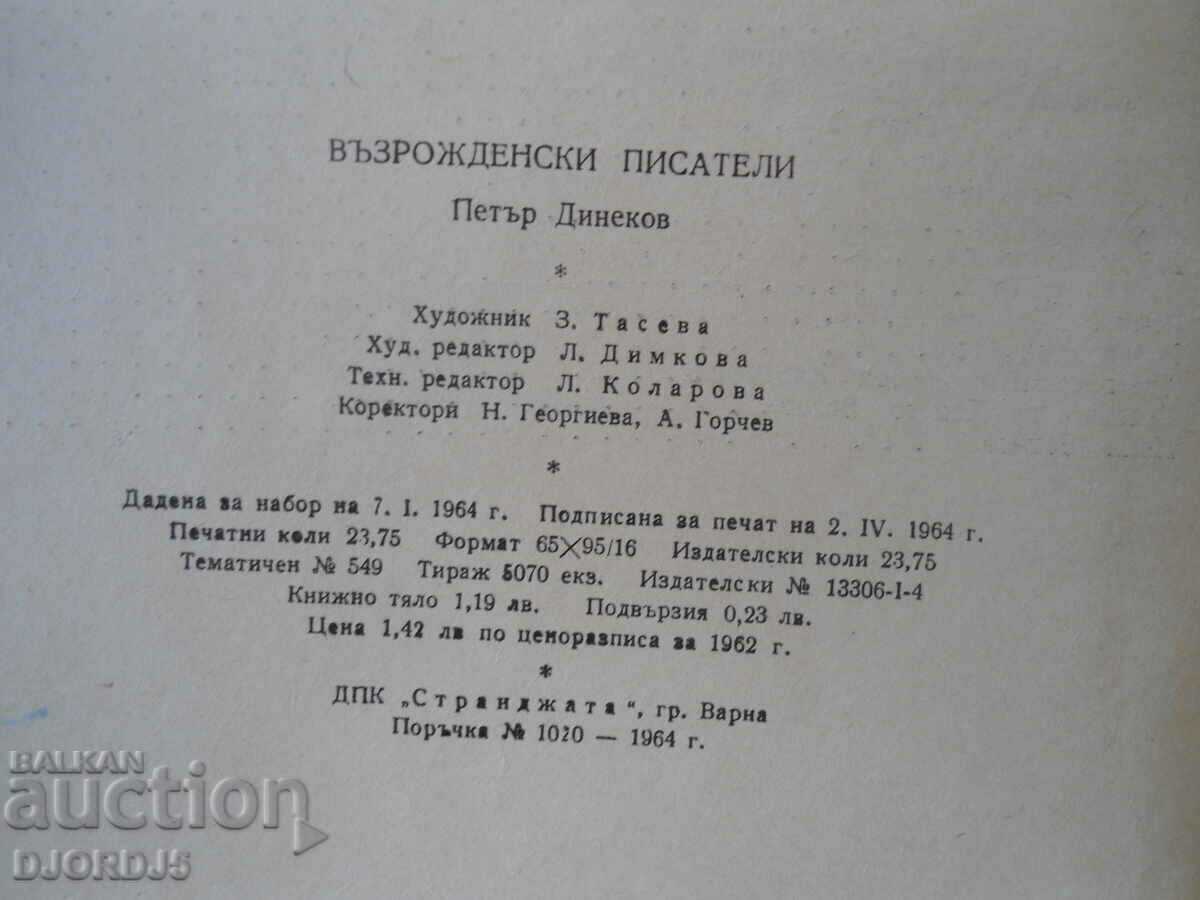 ВЪЗРОЖДЕНСКИ ПИСАТЕЛИ
Петър Динеков
*
Художник З. Тасева
Худ. редактор Л. Димкова
Техн. редактор Л. Коларова
Коректори Н. Георгиева, А. Горчев
*
Дадена за набор на 7. I. 1964 г. Подписана за печат на 2. IV. 1964 г.
Печатни коли 23,75 Формат 65×95/16 Издателски коли 23,75
Тематичен № 549 Тираж 5070 екз. Издателски № 13306-I-4
Книжно тяло 1,19 лв. Подвързия 0,23 лв.
Цена 1,42 лв по ценоразписа за 1962 г.
*
ДПК „Странджата“, гр. Варна
Поръчка № 1020 — 1964 г.
BALKAN
auction
DJORDJ5